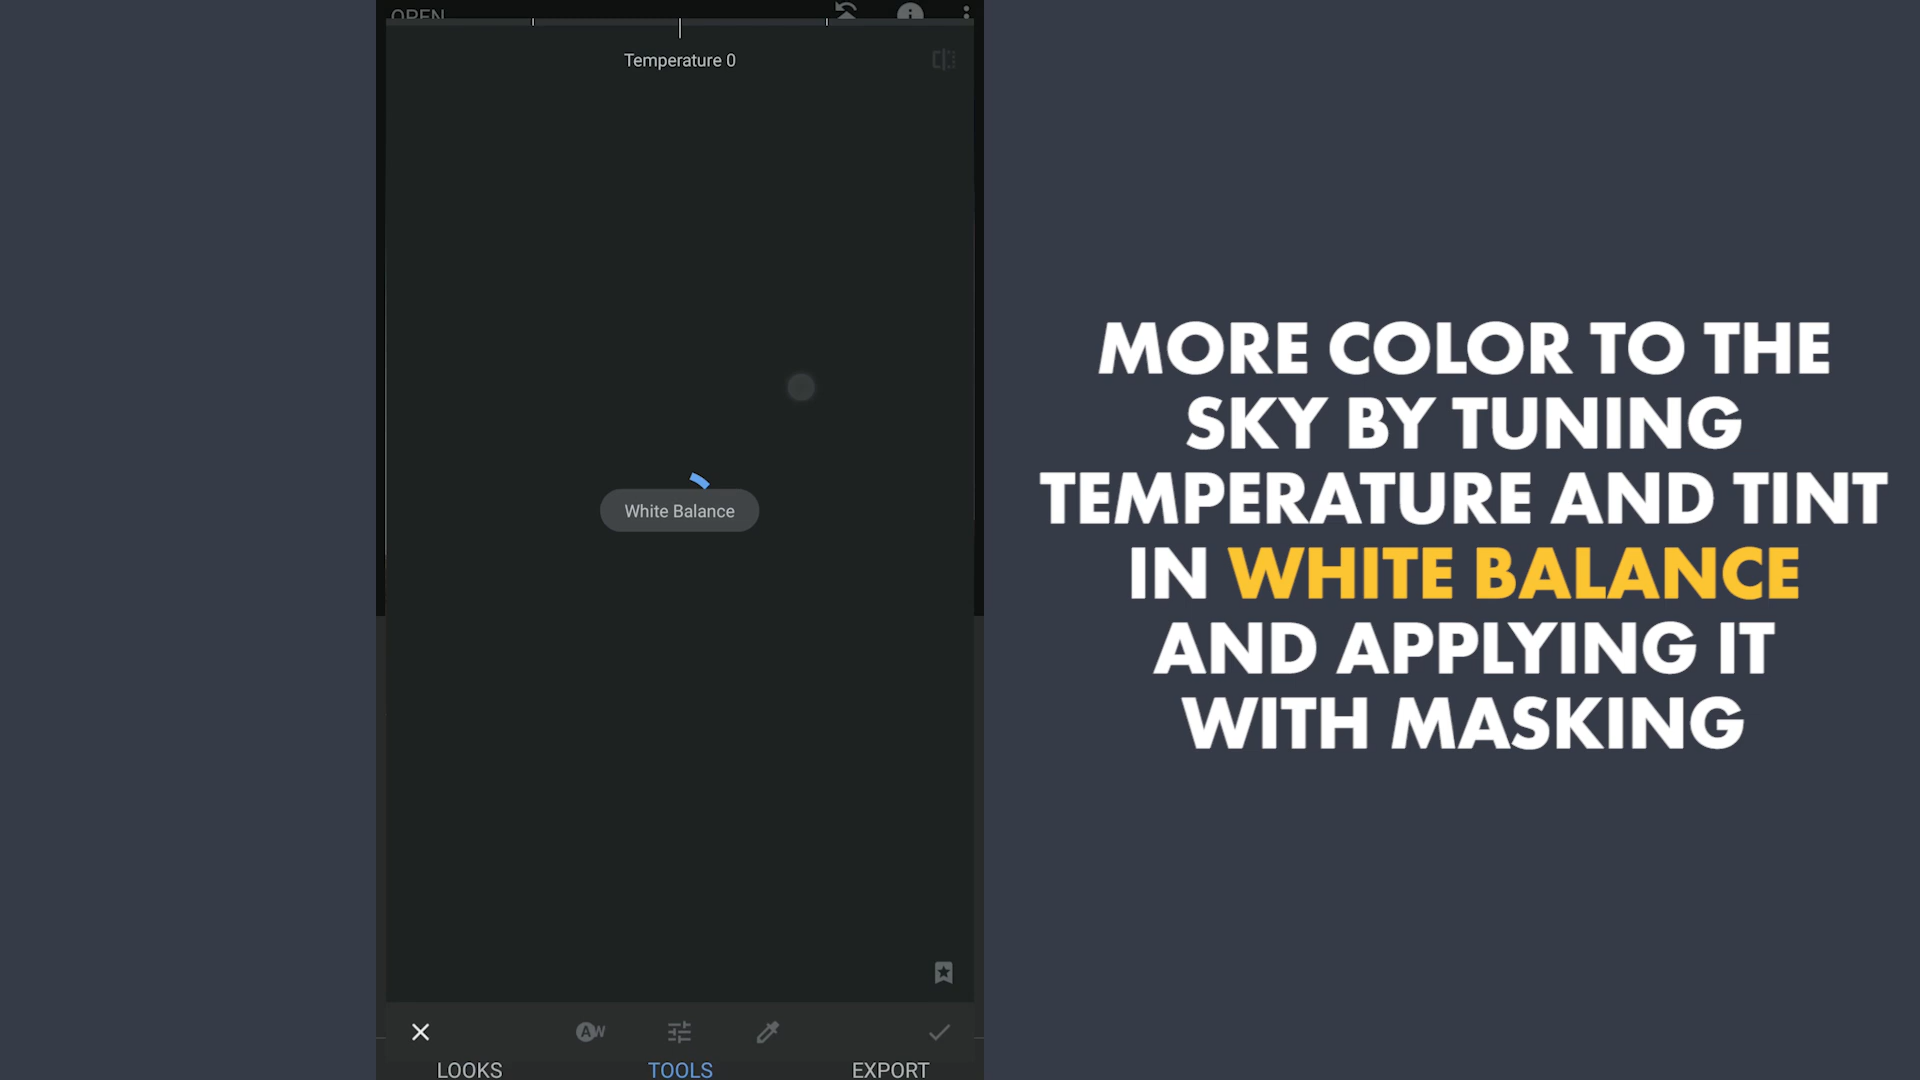 OPEN
Temperature 0
White Balance
AW
LOOKS
TOOLS
EXPORT
MORE COLOR TO THE
SKY BY TUNING
TEMPERATURE AND TINT
IN WHITE BALANCE
AND APPLYING IT
WITH MASKING